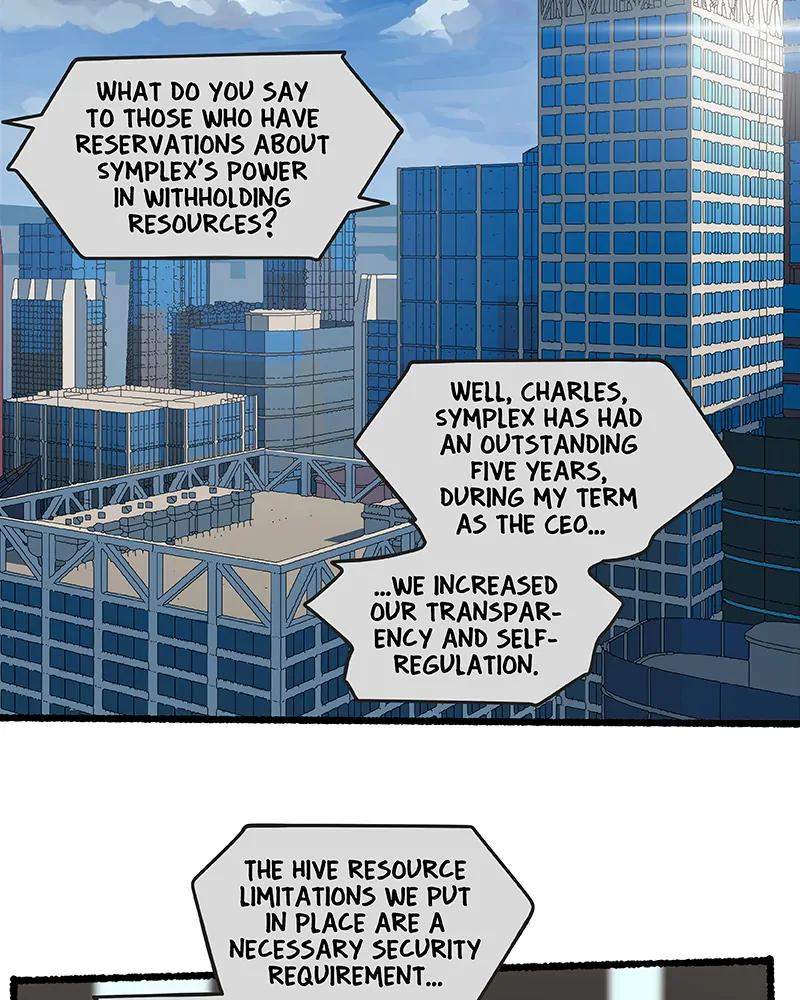 WHAT DO YOU SAY
TO THOSE WHO HAVE
RESERVATIONS ABOUT
SYMPLEX'S POWER
IN WITHHOLDING
RESOURCES?
WELL, CHARLES,
SYMPLEX HAS HAD
AN OUTSTANDING
FIVE YEARS,
DURING MY TERM
AS THE CEO...
...WE INCREASED
OUR TRANSPAR-
ENCY AND SELF-
REGULATION.
THE HIVE RESOURCE
LIMITATIONS WE PUT
IN PLACE ARE A
NECESSARY SECURITY
REQUIREMENT...